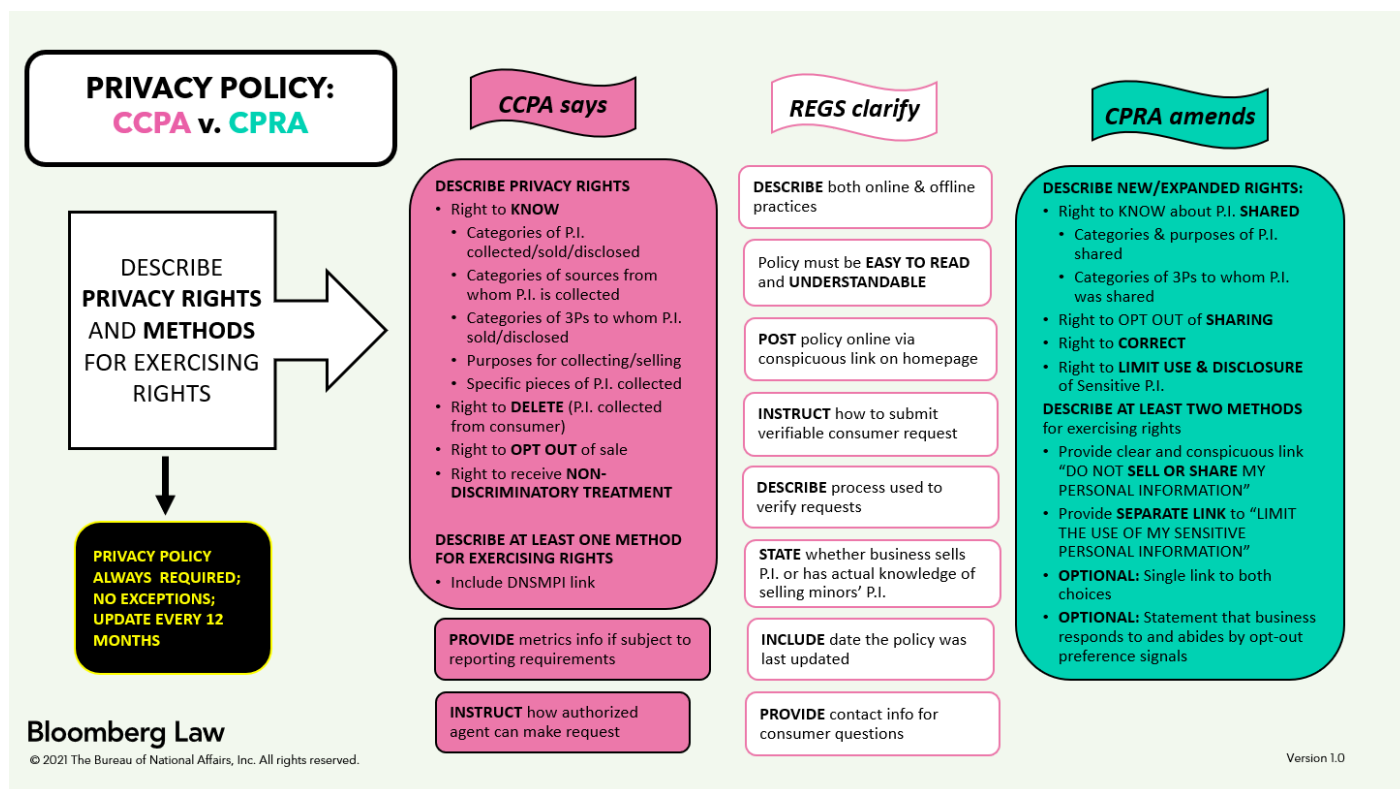 PRIVACY POLICY:
CCPA v. CPRA
DESCRIBE
PRIVACY RIGHTS
AND METHODS
FOR EXERCISING
RIGHTS
PRIVACY POLICY
ALWAYS REQUIRED;
NO EXCEPTIONS;
UPDATE EVERY 12
MONTHS
Bloomberg Law
© 2021 The Bureau of National Affairs, Inc. All rights reserved.
CCPA says
DESCRIBE PRIVACY RIGHTS
• Right to KNOW
• Categories of P.I.
collected/sold/disclosed
• Categories of sources from
whom P.I. is collected
• Categories of 3Ps to whom P.I.
sold/disclosed
• Purposes for collecting/selling
• Specific pieces of P.I. collected
• Right to DELETE (P.I. collected
from consumer)
• Right to OPT OUT of sale
• Right to receive NON-
DISCRIMINATORY TREATMENT
DESCRIBE AT LEAST ONE METHOD
FOR EXERCISING RIGHTS
• Include DNSMPI link
PROVIDE metrics info if subject to
reporting requirements
INSTRUCT how authorized
agent can make request
REGS clarify
DESCRIBE both online & offline
practices
Policy must be EASY TO READ
and UNDERSTANDABLE
POST policy online via
conspicuous link on homepage
INSTRUCT how to submit
verifiable consumer request
DESCRIBE process used to
verify requests
STATE whether business sells
P.I. or has actual knowledge of
selling minors’ P.I.
INCLUDE date the policy was
last updated
PROVIDE contact info for
consumer questions
CPRA amends
DESCRIBE NEW/EXPANDED RIGHTS:
• Right to KNOW about P.I. SHARED
• Categories & purposes of P.I.
shared
• Categories of 3Ps to whom P.I.
was shared
• Right to OPT OUT of SHARING
• Right to CORRECT
• Right to LIMIT USE & DISCLOSURE
of Sensitive P.I.
DESCRIBE AT LEAST TWO METHODS
for exercising rights
• Provide clear and conspicuous link
“DO NOT SELL OR SHARE MY
PERSONAL INFORMATION”
• Provide SEPARATE LINK to “LIMIT
THE USE OF MY SENSITIVE
PERSONAL INFORMATION”
• OPTIONAL: Single link to both
choices
• OPTIONAL: Statement that business
responds to and abides by opt-out
preference signals
Version 1.0